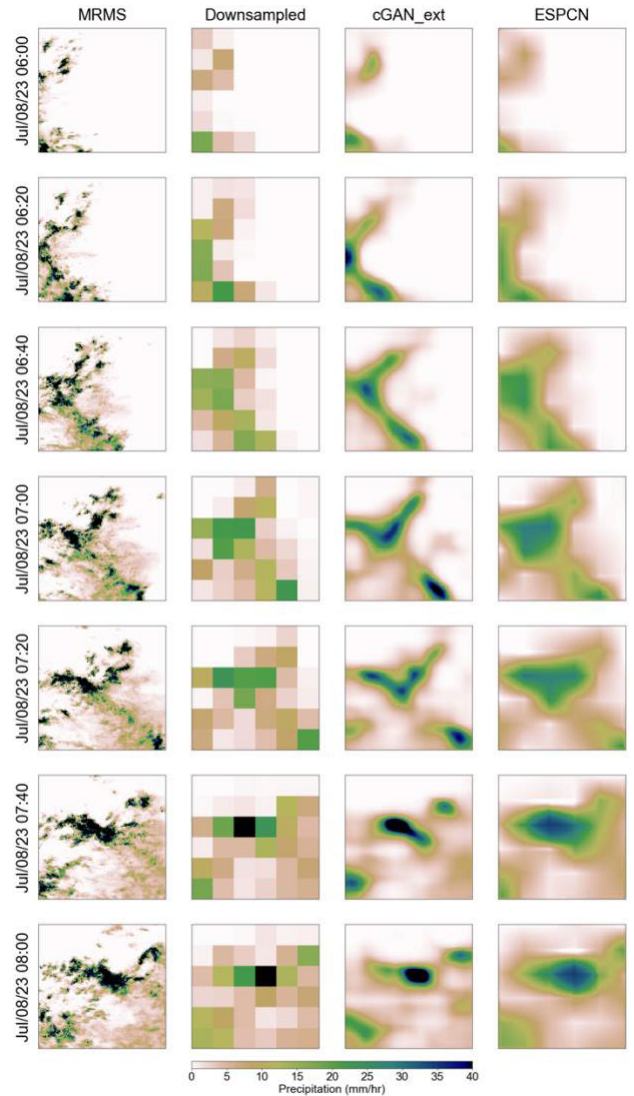 MRMS Downsampled cGAN_ext ESPCN
Jul/08/23 06:00
Jul/08/23 06:20
Jul/08/23 06:40
Jul/08/23 07:00
Jul/08/23 07:20
Jul/08/23 07:40
Jul/08/23 08:00
0 5 10 15 20 25 30 35 40
Precipitation (mm/hr)